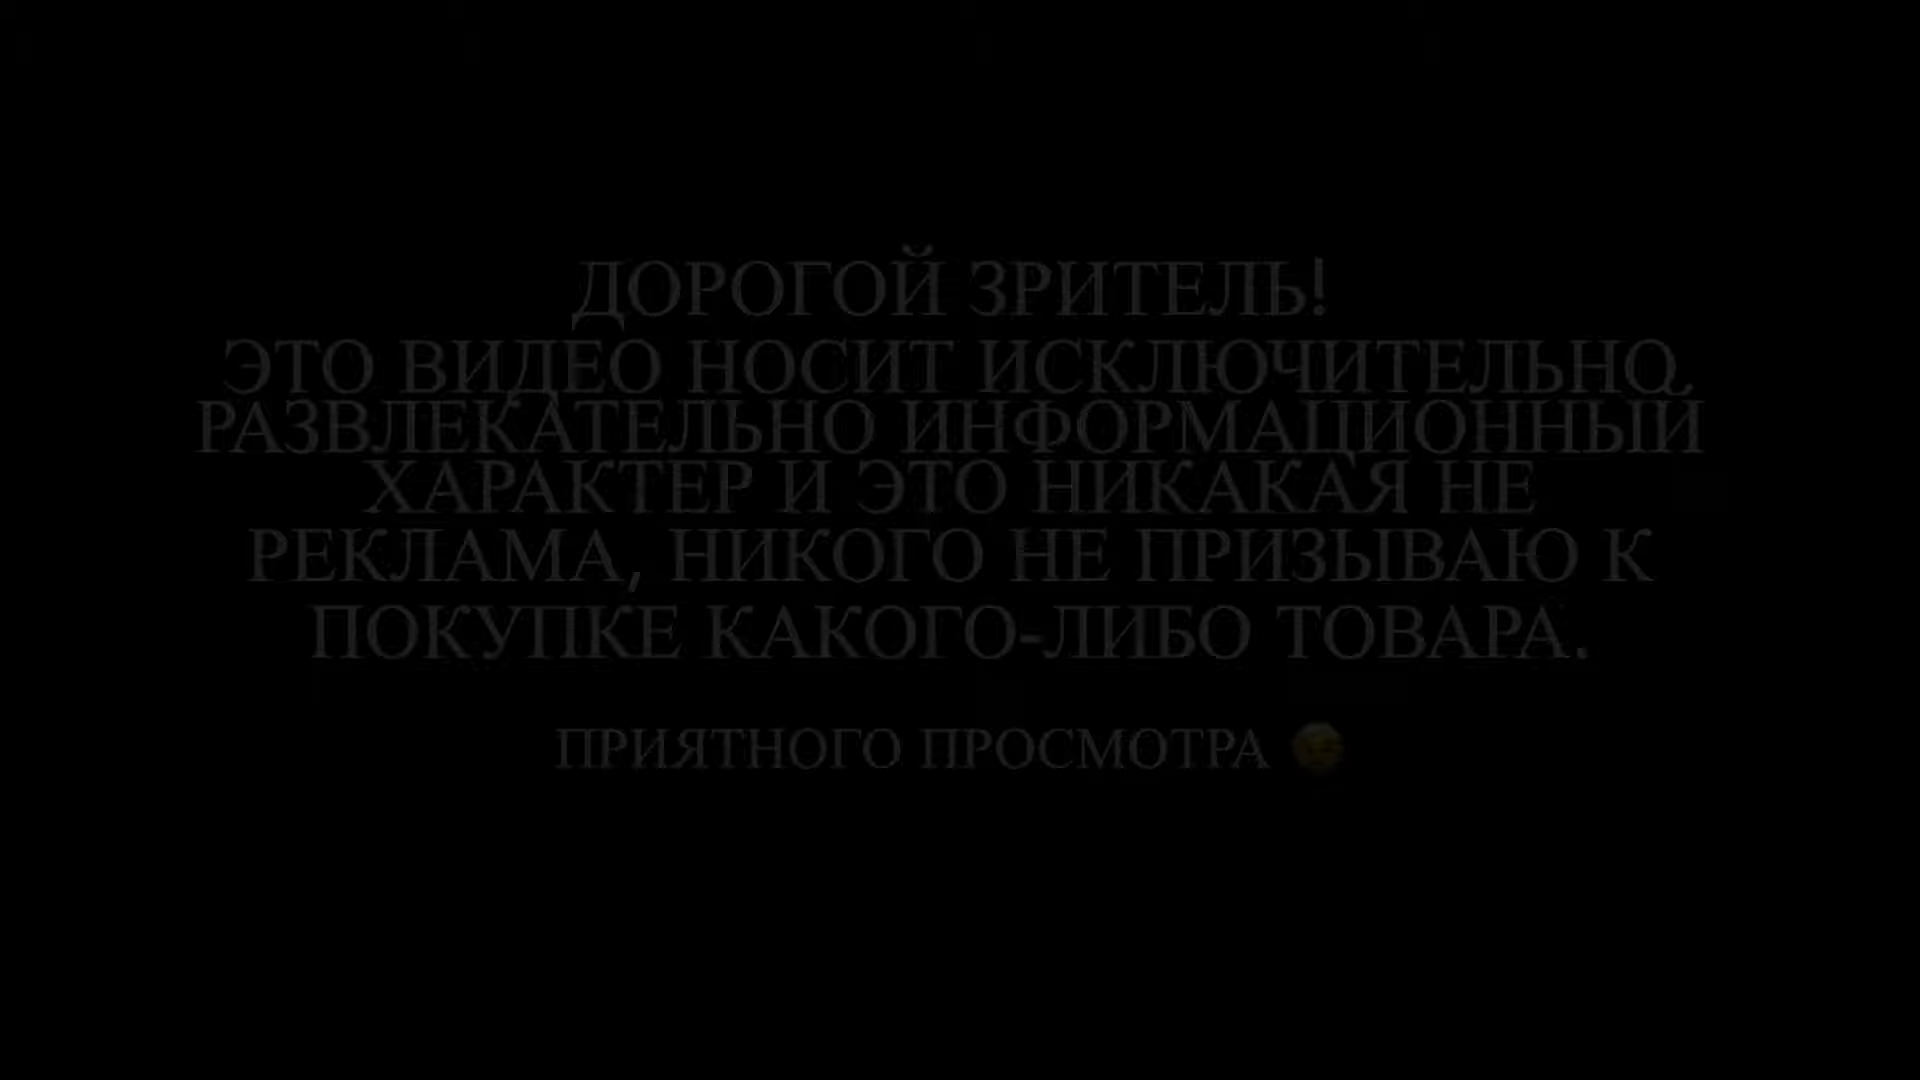 ДОРОГОЙ ЗРИТЕЛЬ!
ЭТО ВИДЕО НОСИТ ИСКЛЮЧИТЕЛЬНО
РАЗВЛЕКАТЕЛЬНО ИНФОРМАЦИОННЫЙ
ХАРАКТЕР И ЭТО НИКАКАЯ НЕ
РЕКЛАМА, НИКОГО НЕ ПРИЗЫВАЮ К
ПОКУПКЕ КАКОГО-ЛИБО ТОВАРА.
ПРИЯТНОГО ПРОСМОТРА